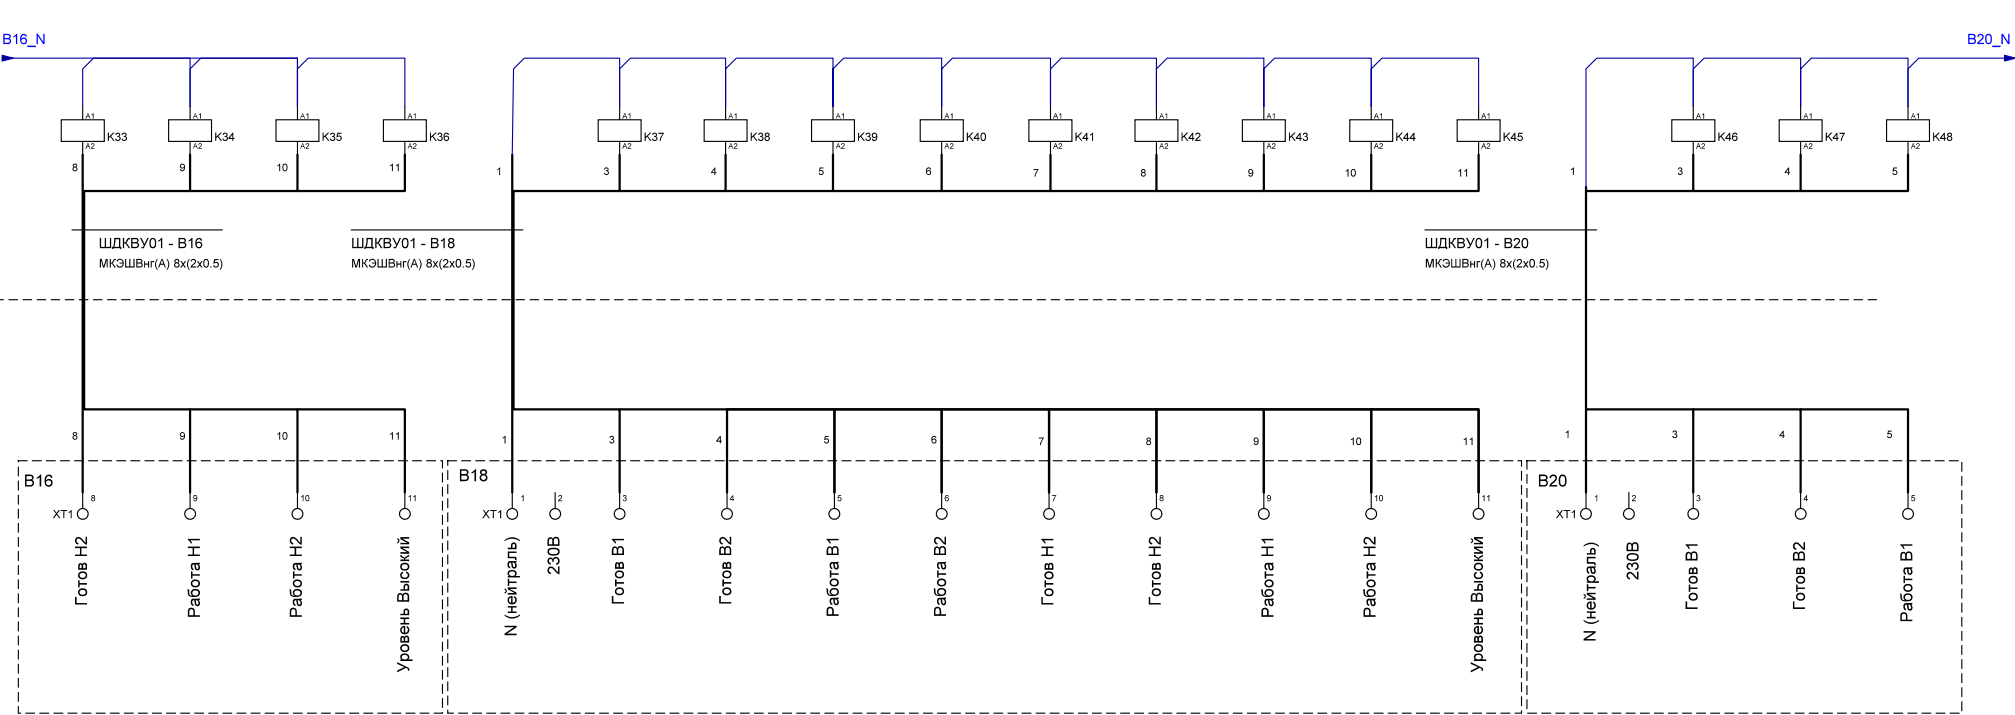 B16_N
B20_N
A1 A1 A1 A1 A1 A1 A1 A1 A1 A1 A1 A1 A1 A1 A1 A1
K33 K34 K35 K36 K37 K38 K39 K40 K41 K42 K43 K44 K45 K46 K47 K48
A2 A2 A2 A2 A2 A2 A2 A2 A2 A2 A2 A2 A2 A2 A2 A2
8 9 10 11 1 3 4 5 6 7 8 9 10 11 1 3 4 5
ШДКВУ01 - B16
МКЭШВнг(А) 8х(2х0.5)
ШДКВУ01 - B18
МКЭШВнг(А) 8х(2х0.5)
ШДКВУ01 - B20
МКЭШВнг(А) 8х(2х0.5)
8 9 10 11 1 3 4 5 6 7 8 9 10 11 1 3 4 5
B16
8 9 10 11
XT1
Готов Н2
Работа Н1
Работа Н2
Уровень Высокий
B18
1 2 3 4 5 6 7 8 9 10 11
XT1
N (нейтраль)
230В
Готов В1
Готов В2
Работа В1
Работа В2
Готов Н1
Готов Н2
Работа Н1
Работа Н2
Уровень Высокий
B20
1 2 3 4 5
XT1
N (нейтраль)
230В
Готов В1
Готов В2
Работа В1